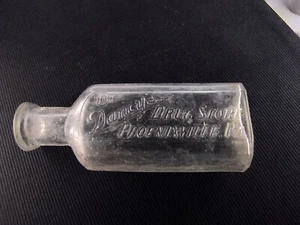 Dancy's DRUG STORE
PHOENIXVILLE, PA